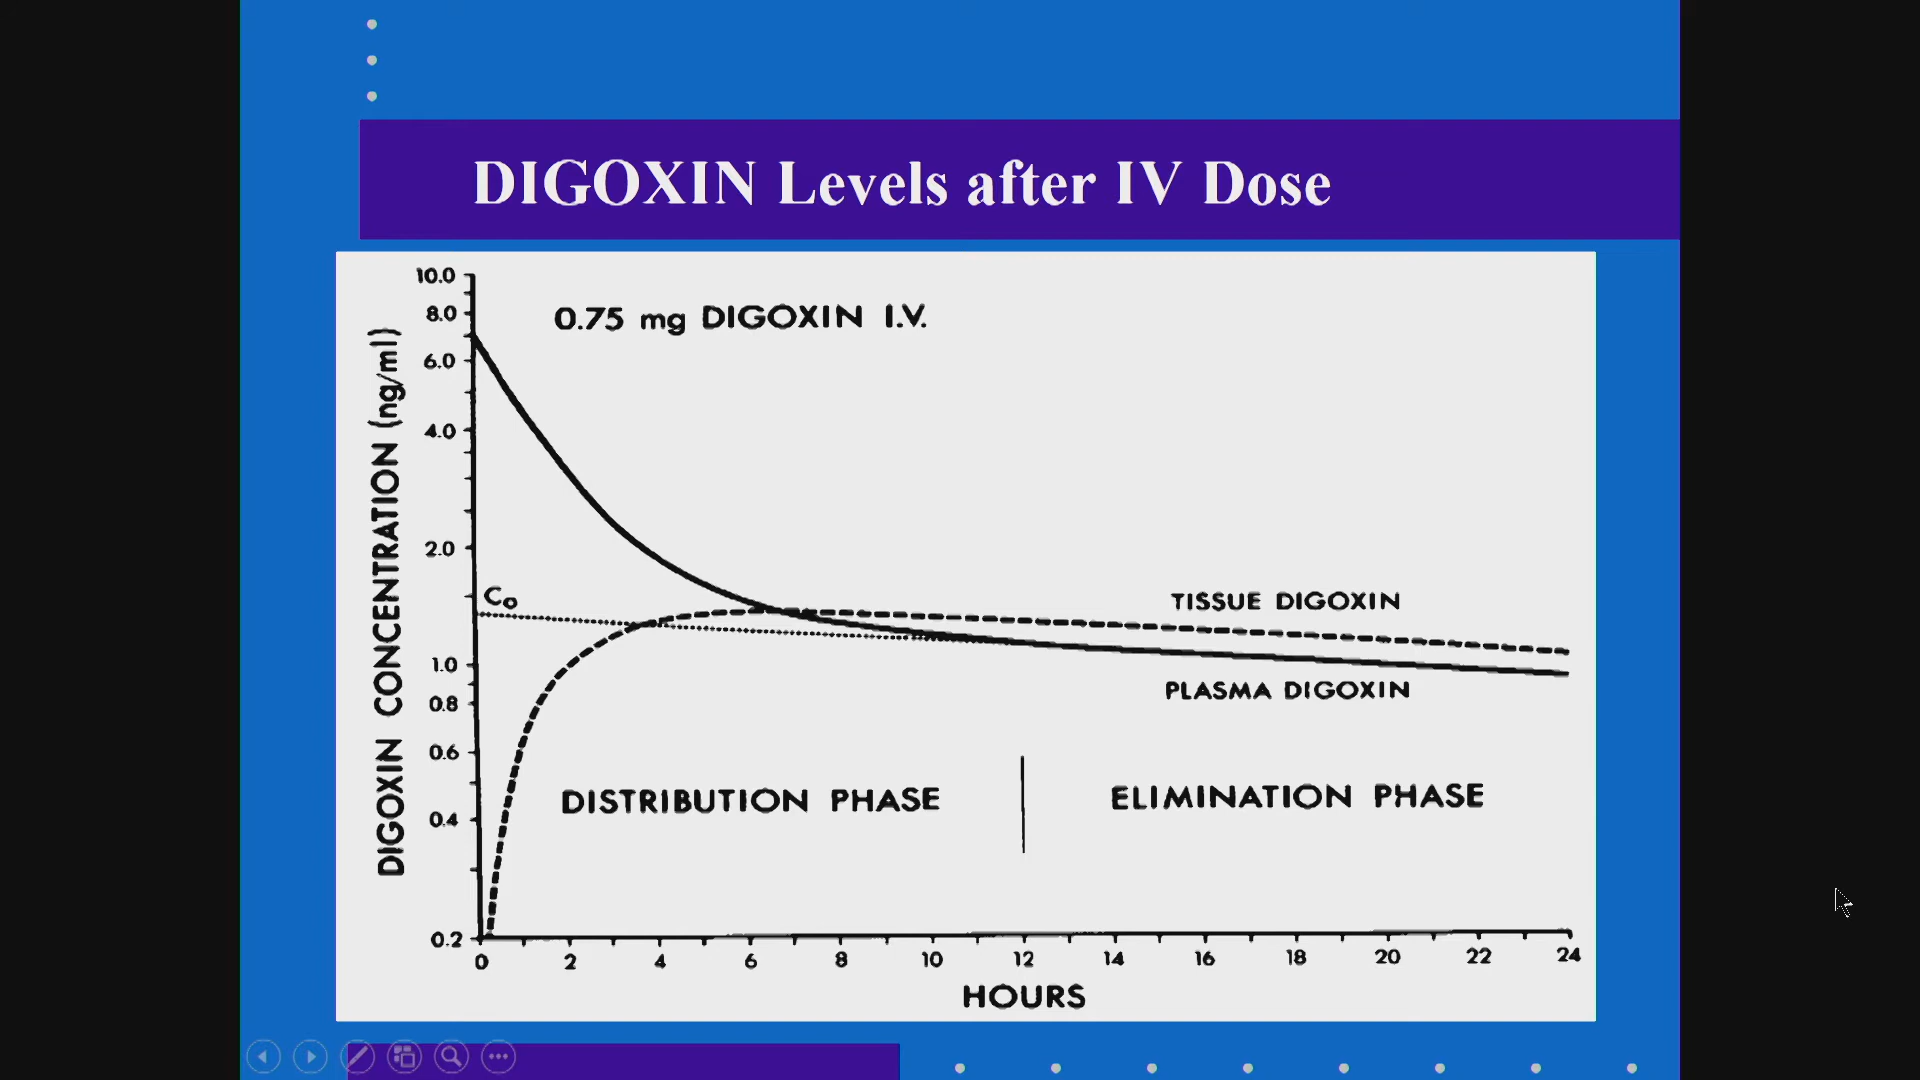 DIGOXIN Levels after IV Dose
0.75 mg DIGOXIN I.V.
DIGOXIN CONCENTRATION (ng/ml)
10.0
8.0
6.0
4.0
2.0
1.0
0.8
0.6
0.4
0.2
Co
TISSUE DIGOXIN
PLASMA DIGOXIN
DISTRIBUTION PHASE
ELIMINATION PHASE
0 2 4 6 8 10 12 14 16 18 20 22 24
HOURS